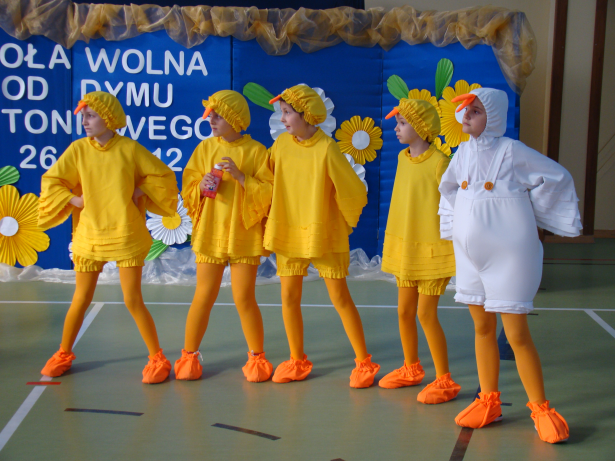 OŁA WOLNA
OD DYMU
TONIOWEGO
26 12